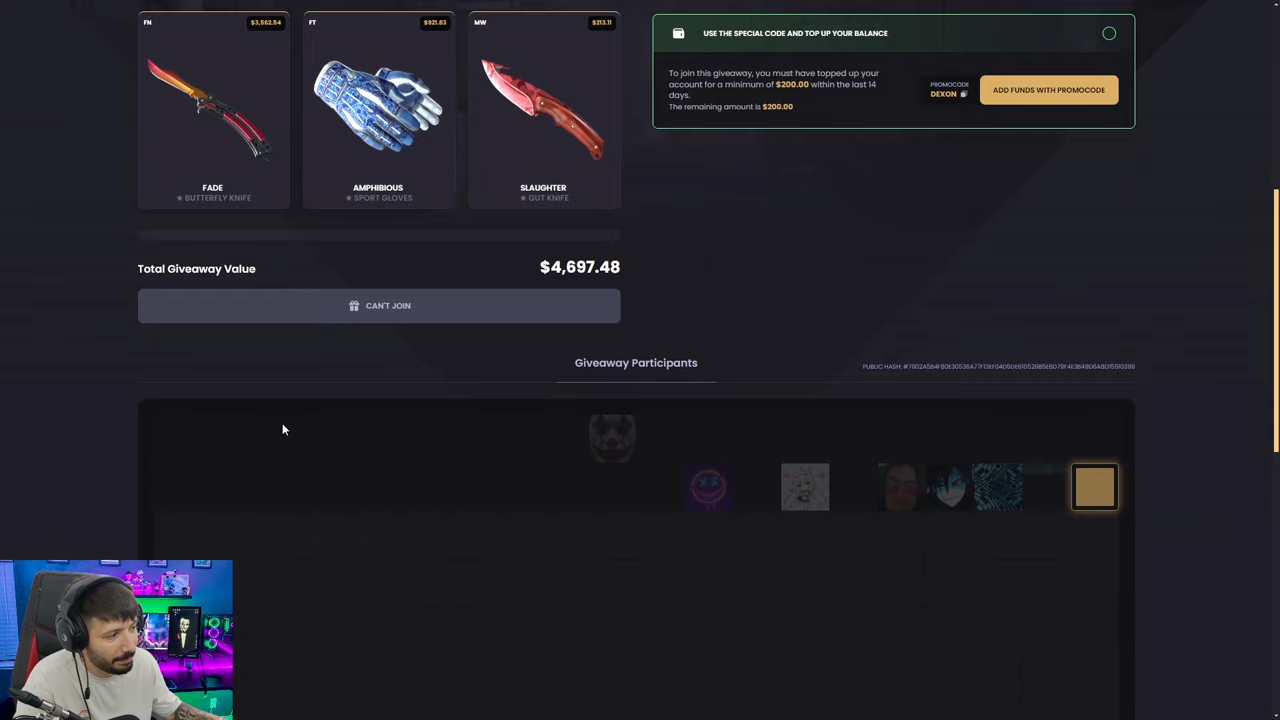 FN $3,562.54
FT $921.83
MW $213.11
FADE
★ BUTTERFLY KNIFE
AMPHIBIOUS
★ SPORT GLOVES
SLAUGHTER
★ GUT KNIFE
Total Giveaway Value $4,697.48
CAN'T JOIN
USE THE SPECIAL CODE AND TOP UP YOUR BALANCE
To join this giveaway, you must have topped up your
account for a minimum of $200.00 within the last 14
days.
The remaining amount is $200.00
PROMOCODE
DEXON
ADD FUNDS WITH PROMOCODE
Giveaway Participants
PUBLIC HASH: